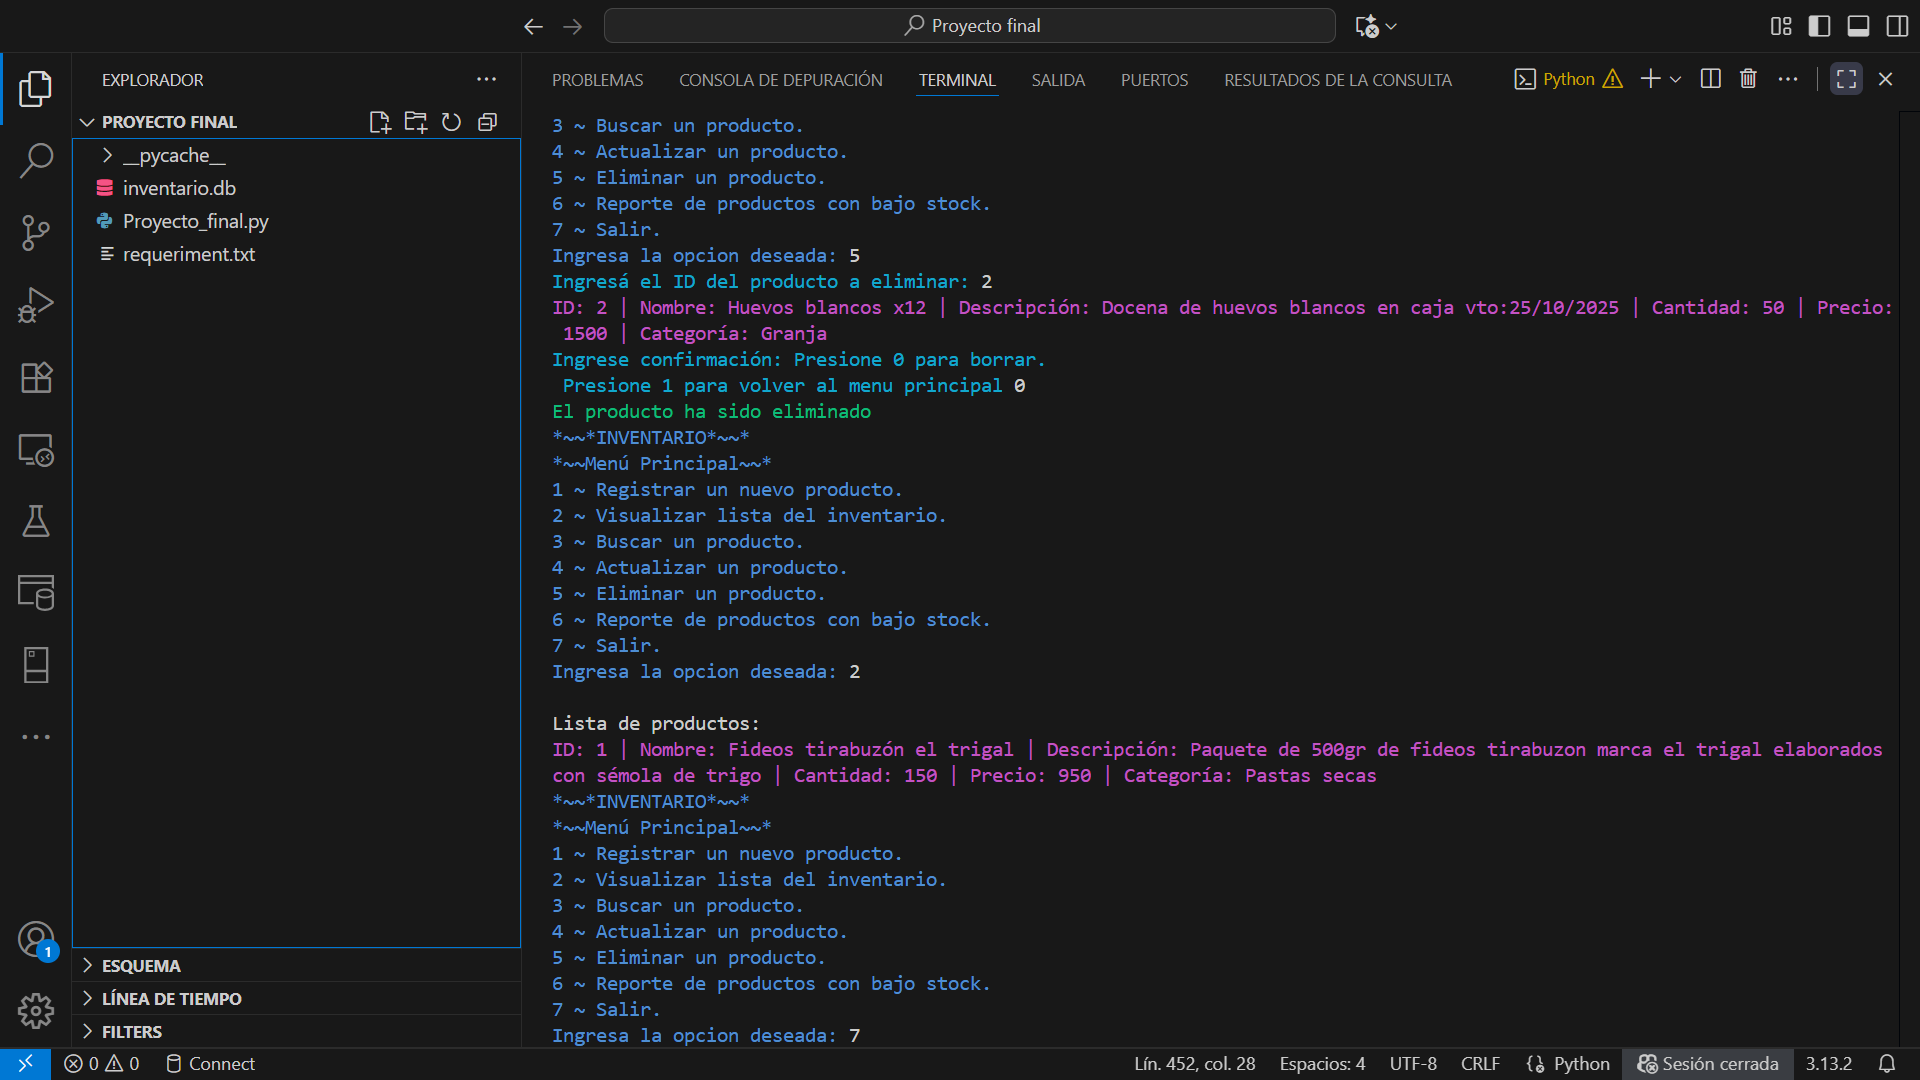 Proyecto final
EXPLORADOR
PROYECTO FINAL
__pycache__
inventario.db
Proyecto_final.py
requeriment.txt
ESQUEMA
LÍNEA DE TIEMPO
FILTERS
1
PROBLEMAS CONSOLA DE DEPURACIÓN TERMINAL SALIDA PUERTOS RESULTADOS DE LA CONSULTA Python
3 ~ Buscar un producto.
4 ~ Actualizar un producto.
5 ~ Eliminar un producto.
6 ~ Reporte de productos con bajo stock.
7 ~ Salir.
Ingresa la opcion deseada: 5
Ingresá el ID del producto a eliminar: 2
ID: 2 | Nombre: Huevos blancos x12 | Descripción: Docena de huevos blancos en caja vto:25/10/2025 | Cantidad: 50 | Precio:
1500 | Categoría: Granja
Ingrese confirmación: Presione 0 para borrar.
Presione 1 para volver al menu principal 0
El producto ha sido eliminado
*~~*INVENTARIO*~~*
*~~Menú Principal~~*
1 ~ Registrar un nuevo producto.
2 ~ Visualizar lista del inventario.
3 ~ Buscar un producto.
4 ~ Actualizar un producto.
5 ~ Eliminar un producto.
6 ~ Reporte de productos con bajo stock.
7 ~ Salir.
Ingresa la opcion deseada: 2
Lista de productos:
ID: 1 | Nombre: Fideos tirabuzón el trigal | Descripción: Paquete de 500gr de fideos tirabuzon marca el trigal elaborados
con sémola de trigo | Cantidad: 150 | Precio: 950 | Categoría: Pastas secas
*~~*INVENTARIO*~~*
*~~Menú Principal~~*
1 ~ Registrar un nuevo producto.
2 ~ Visualizar lista del inventario.
3 ~ Buscar un producto.
4 ~ Actualizar un producto.
5 ~ Eliminar un producto.
6 ~ Reporte de productos con bajo stock.
7 ~ Salir.
Ingresa la opcion deseada: 7
0 0 Connect Lín. 452, col. 28 Espacios: 4 UTF-8 CRLF Python Sesión cerrada 3.13.2